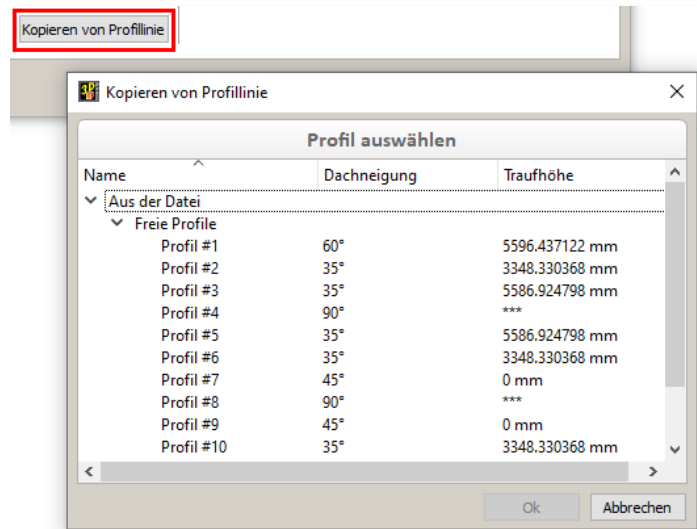 Kopieren von Profillinie
Kopieren von Profillinie
Profil auswählen
Name Dachneigung Traufhöhe
Aus der Datei
Freie Profile
Profil #1 60° 5596.437122 mm
Profil #2 35° 3348.330368 mm
Profil #3 35° 5586.924798 mm
Profil #4 90° ***
Profil #5 35° 5586.924798 mm
Profil #6 35° 3348.330368 mm
Profil #7 45° 0 mm
Profil #8 90° ***
Profil #9 45° 0 mm
Profil #10 35° 3348.330368 mm
Ok Abbrechen